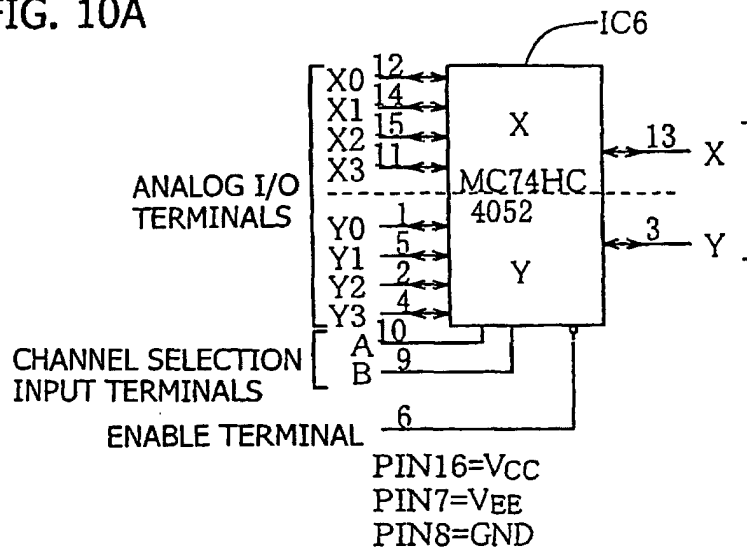 FIG. 10A
IC6
X0 12
X1 14
X2 15
X3 11
ANALOG I/O
TERMINALS
Y0 1
Y1 5
Y2 2
Y3 4
X
MC74HC
4052
Y
13 X
3 Y
CHANNEL SELECTION
INPUT TERMINALS
A 10
B 9
ENABLE TERMINAL 6
PIN16=VCC
PIN7=VEE
PIN8=GND